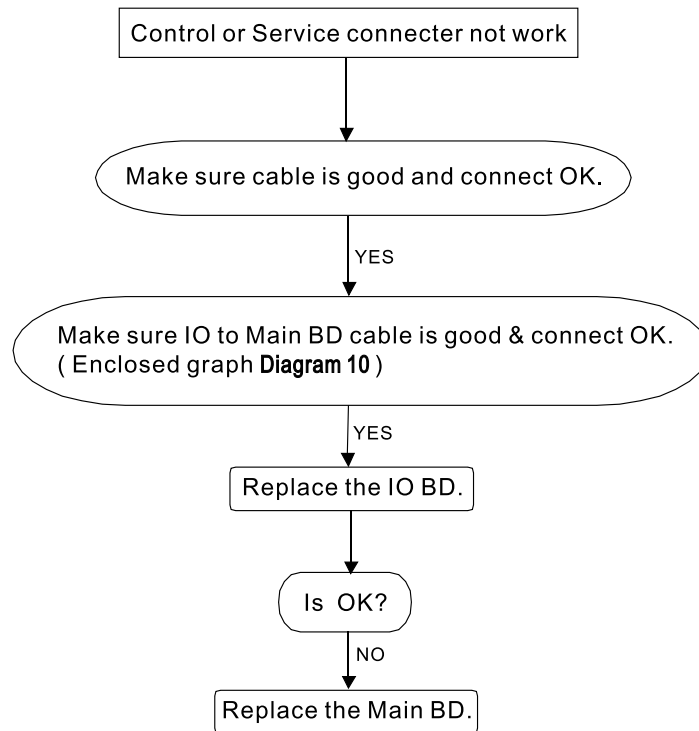 Control or Service connecter not work
Make sure cable is good and connect OK.
YES
Make sure IO to Main BD cable is good & connect OK.
( Enclosed graph Diagram 10 )
YES
Replace the IO BD.
Is OK?
NO
Replace the Main BD.